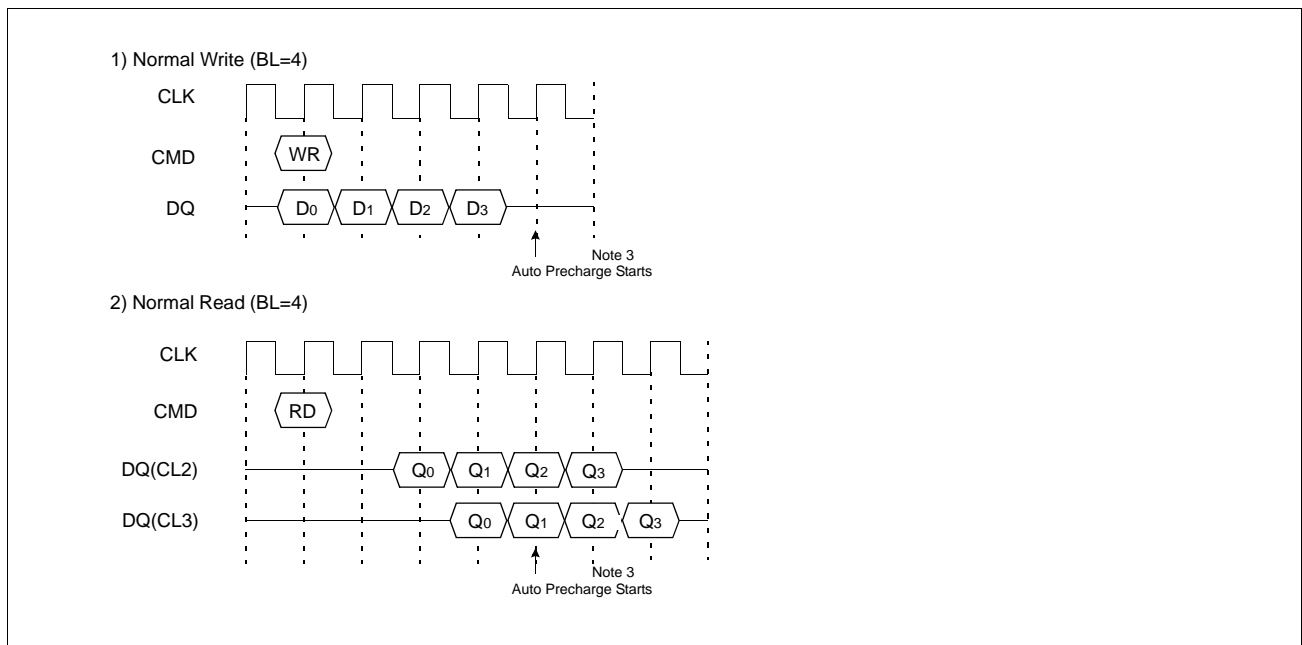 1) Normal Write (BL=4)
CLK
CMD
WR
DQ
D0 D1 D2 D3
Note 3
Auto Precharge Starts
2) Normal Read (BL=4)
CLK
CMD
RD
DQ(CL2)
Q0 Q1 Q2 Q3
DQ(CL3)
Q0 Q1 Q2 Q3
Note 3
Auto Precharge Starts